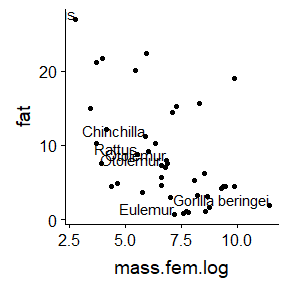 s
20
Chinchilla
fat
10
Rattus
Otolemur
Gorilla beringei
Eulemur
0
2.5 5.0 7.5 10.0
mass.fem.log